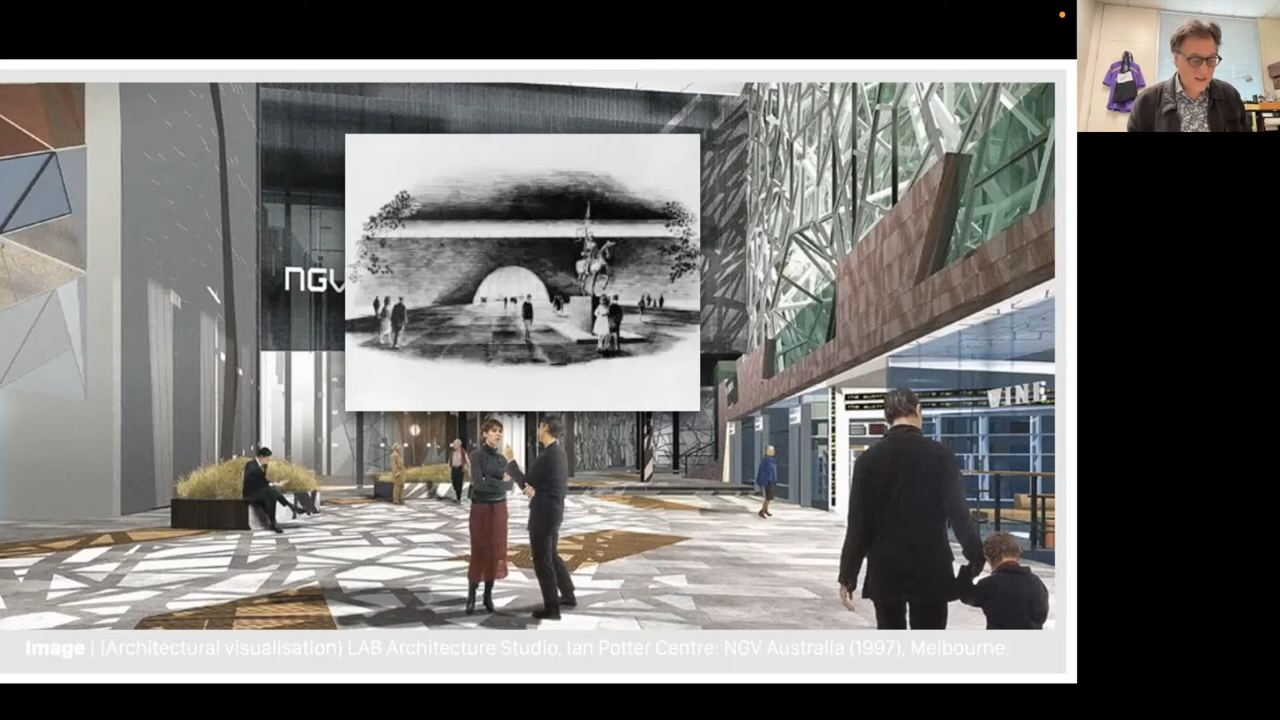 NGV
VINE
Image | (Architectural visualisation) LAB Architecture Studio, Ian Potter Centre: NGV Australia (1997), Melbourne.